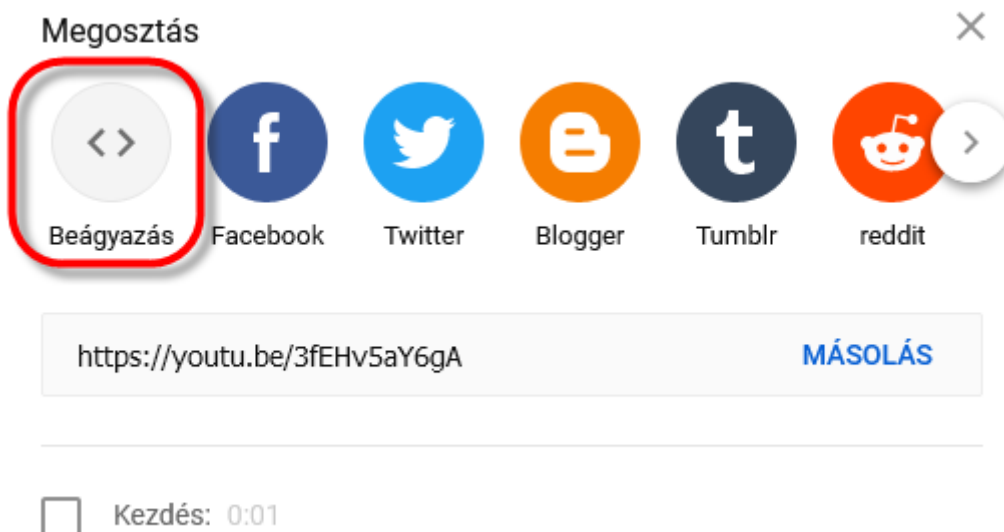 Megosztás
Beágyazás Facebook Twitter Blogger Tumblr reddit
https://youtu.be/3fEHv5aY6gA MÁSOLÁS
Kezdés: 0:01